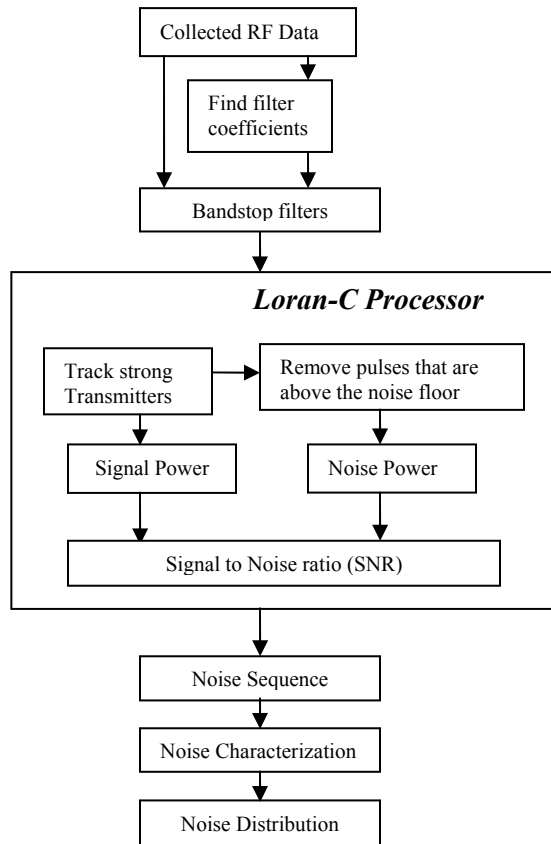 Collected RF Data
Find filter
coefficients
Bandstop filters
Loran-C Processor
Track strong
Transmitters
Remove pulses that are
above the noise floor
Signal Power
Noise Power
Signal to Noise ratio (SNR)
Noise Sequence
Noise Characterization
Noise Distribution